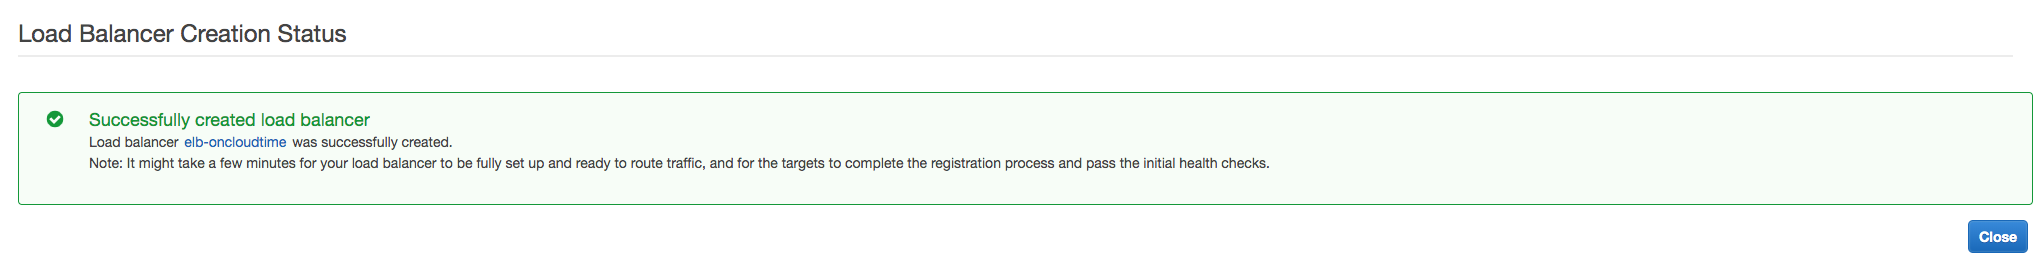 Load Balancer Creation Status
Successfully created load balancer
Load balancer elb-oncloudtime was successfully created.
Note: It might take a few minutes for your load balancer to be fully set up and ready to route traffic, and for the targets to complete the registration process and pass the initial health checks.
Close